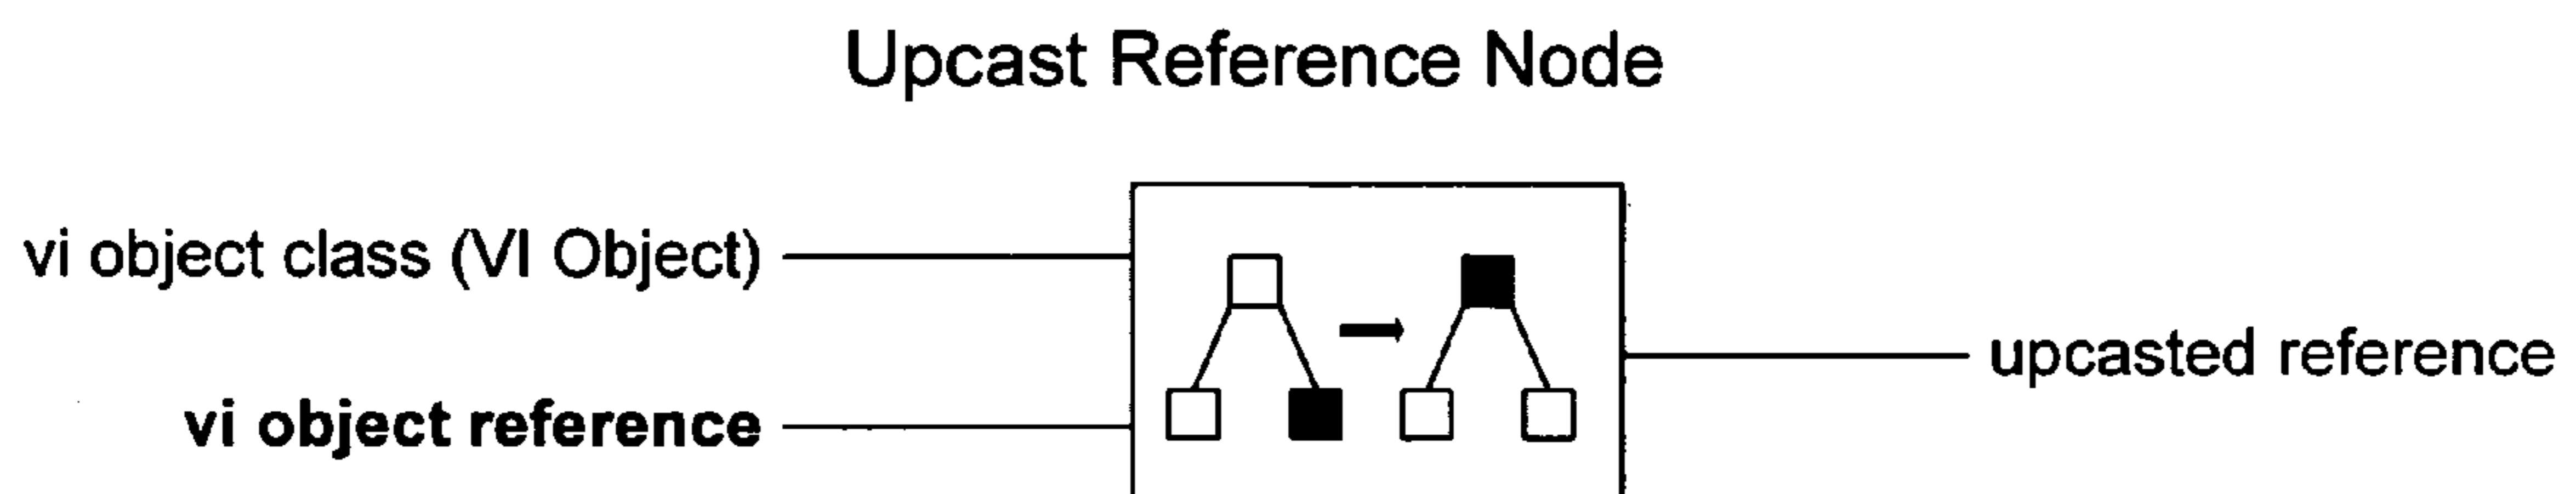 Upcast Reference Node
vi object class (VI Object)
vi object reference
upcasted reference